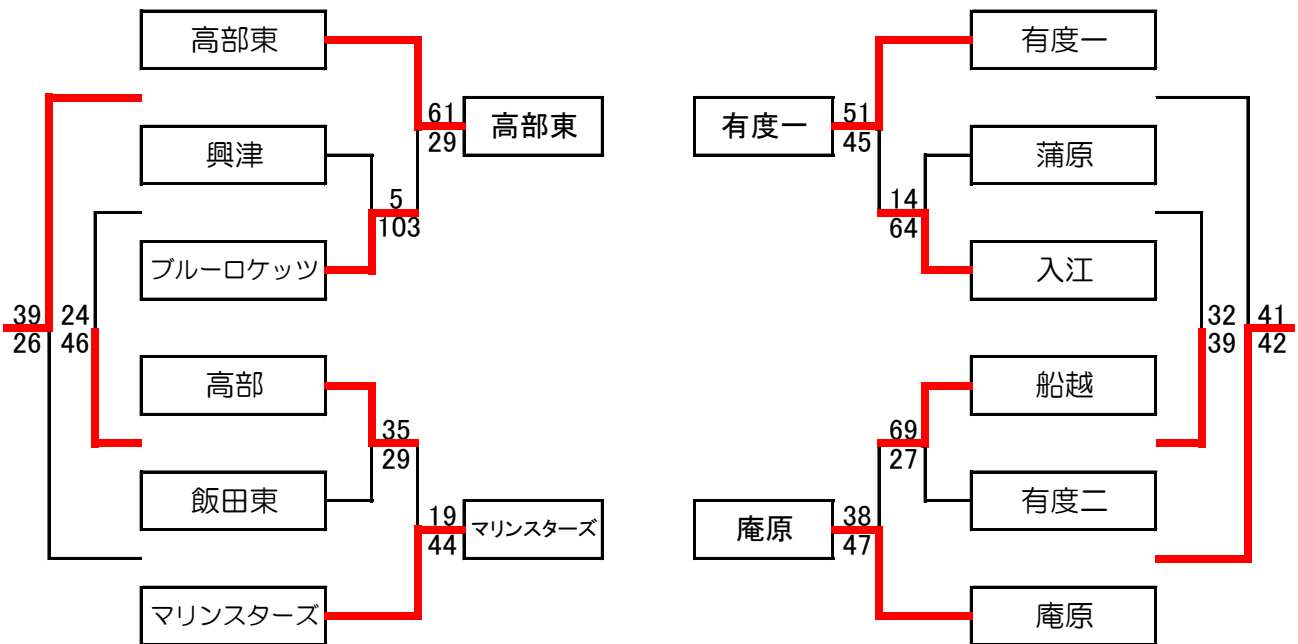 高部東
有度一
61
29
高部東
有度一
51
45
興津
蒲原
5
103
14
64
ブルーロケッツ
入江
39
26
24
46
32
39
41
42
高部
船越
35
29
69
27
飯田東
有度二
19
44
マリンスターズ
庵原
38
47
マリンスターズ
庵原